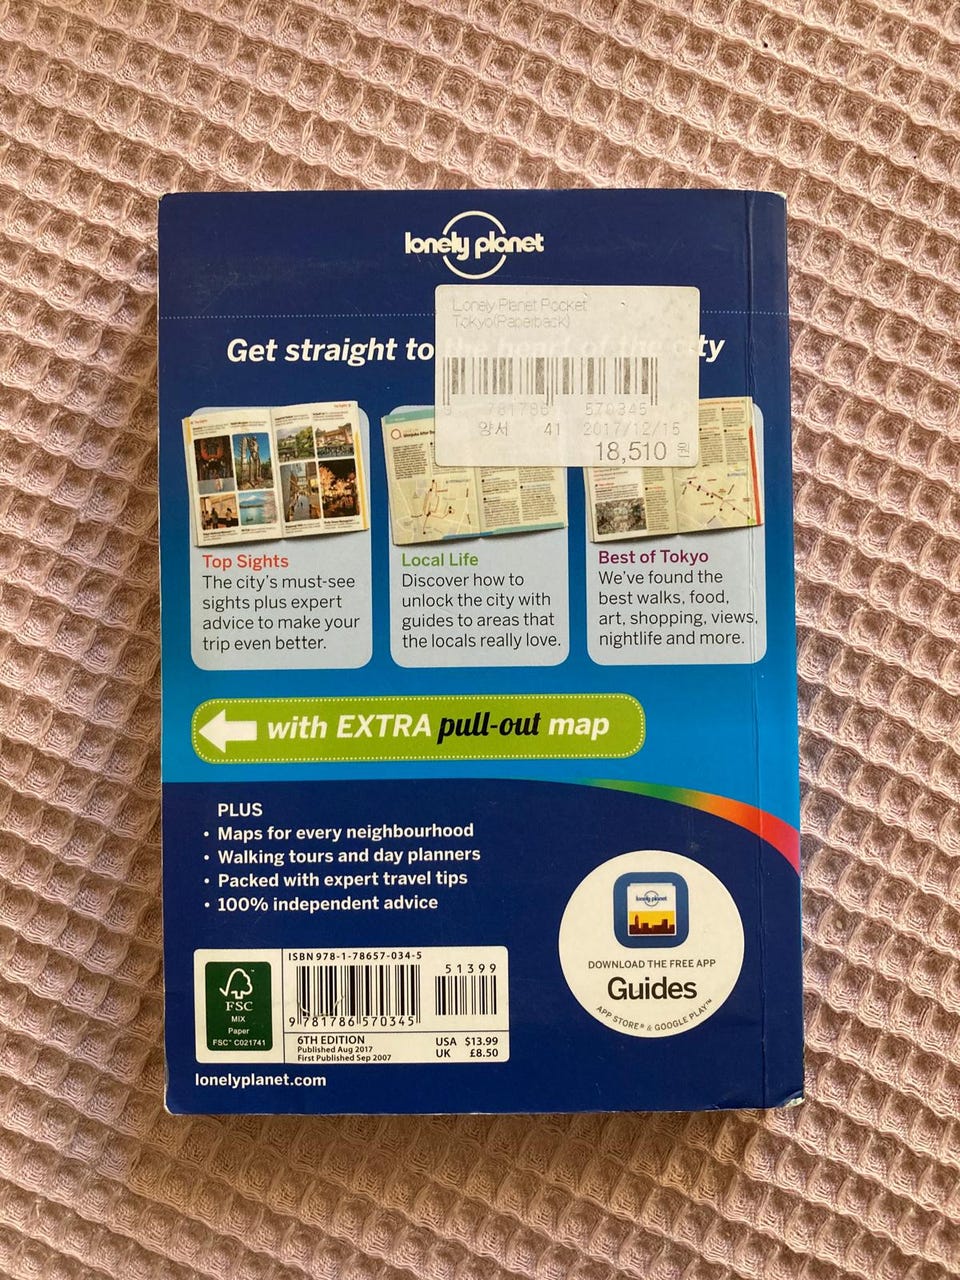 lonely planet
Lonely Planet Pocket
Tokyo(Paperback)
Get straight to the heart of the city
9 781786 570345
양서 41 2017/12/15
18,510 원
Top Sights
The city's must-see
sights plus expert
advice to make your
trip even better.
Local Life
Discover how to
unlock the city with
guides to areas that
the locals really love.
Best of Tokyo
We've found the
best walks, food,
art, shopping, views,
nightlife and more.
with EXTRA pull-out map
PLUS
• Maps for every neighbourhood
• Walking tours and day planners
• Packed with expert travel tips
• 100% independent advice
lonely planet
DOWNLOAD THE FREE APP
Guides
APP STORE® & GOOGLE PLAY™
FSC
MIX
Paper
FSC® C021741
ISBN 978-1-78657-034-5
51399
9 781786 570345
6TH EDITION
Published Aug 2017
First Published Sep 2007
USA $13.99
UK £8.50
lonelyplanet.com